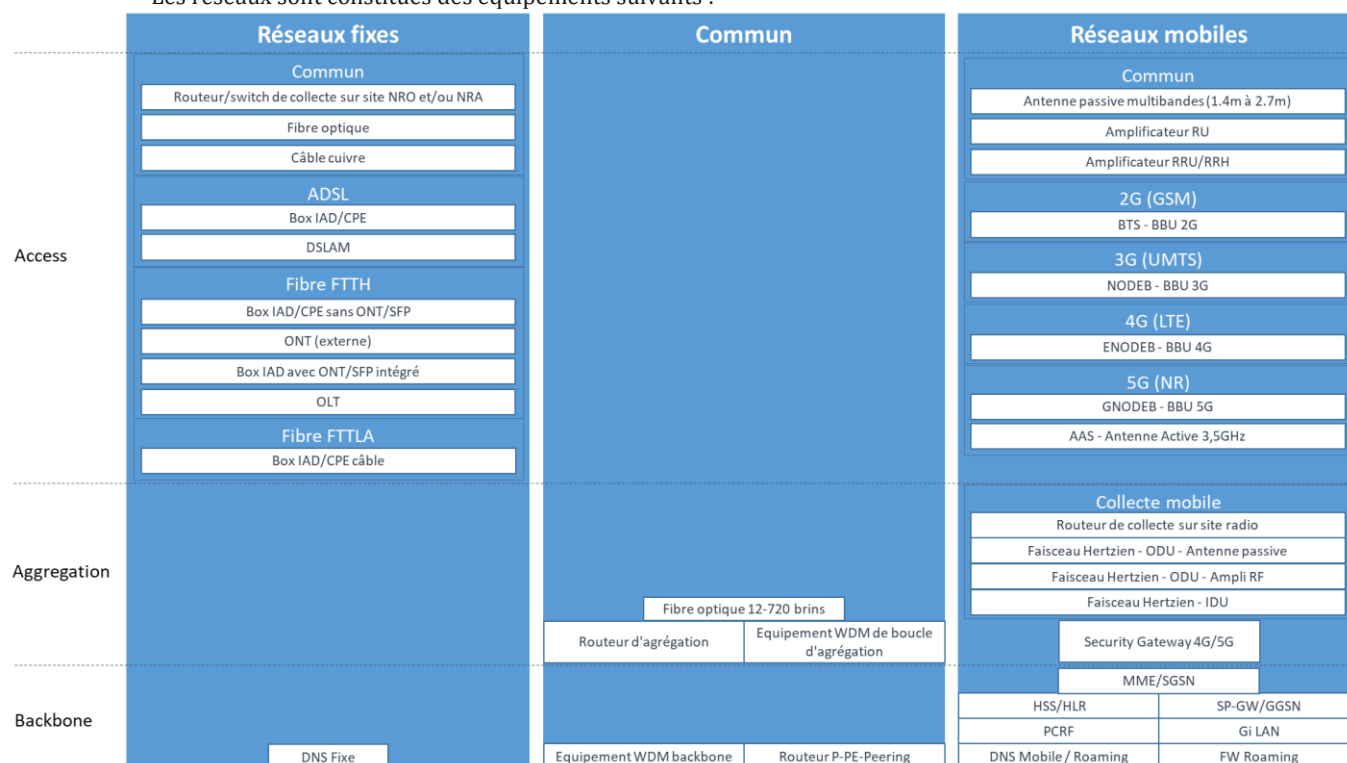 Les réseaux sont constitués des équipements suivants :
Réseaux fixes
Commun
Réseaux mobiles
Access
Commun
Routeur/switch de collecte sur site NRO et/ou NRA
Fibre optique
Câble cuivre
ADSL
Box IAD/CPE
DSLAM
Fibre FTTH
Box IAD/CPE sans ONT/SFP
ONT (externe)
Box IAD avec ONT/SFP intégré
OLT
Fibre FTTLA
Box IAD/CPE câble
Commun
Antenne passive multibandes (1.4m à 2.7m)
Amplificateur RU
Amplificateur RRU/RRH
2G (GSM)
BTS - BBU 2G
3G (UMTS)
NODEB - BBU 3G
4G (LTE)
ENODEB - BBU 4G
5G (NR)
GNODEB - BBU 5G
AAS - Antenne Active 3,5GHz
Aggregation
Fibre optique 12-720 brins
Routeur d'agrégation
Equipement WDM de boucle
d'agrégation
Collecte mobile
Routeur de collecte sur site radio
Faisceau Hertzien - ODU - Antenne passive
Faisceau Hertzien - ODU - Ampli RF
Faisceau Hertzien - IDU
Security Gateway 4G/5G
Backbone
DNS Fixe
Equipement WDM backbone
Routeur P-PE-Peering
MME/SGSN
HSS/HLR
SP-GW/GGSN
PCRF
Gi LAN
DNS Mobile / Roaming
FW Roaming